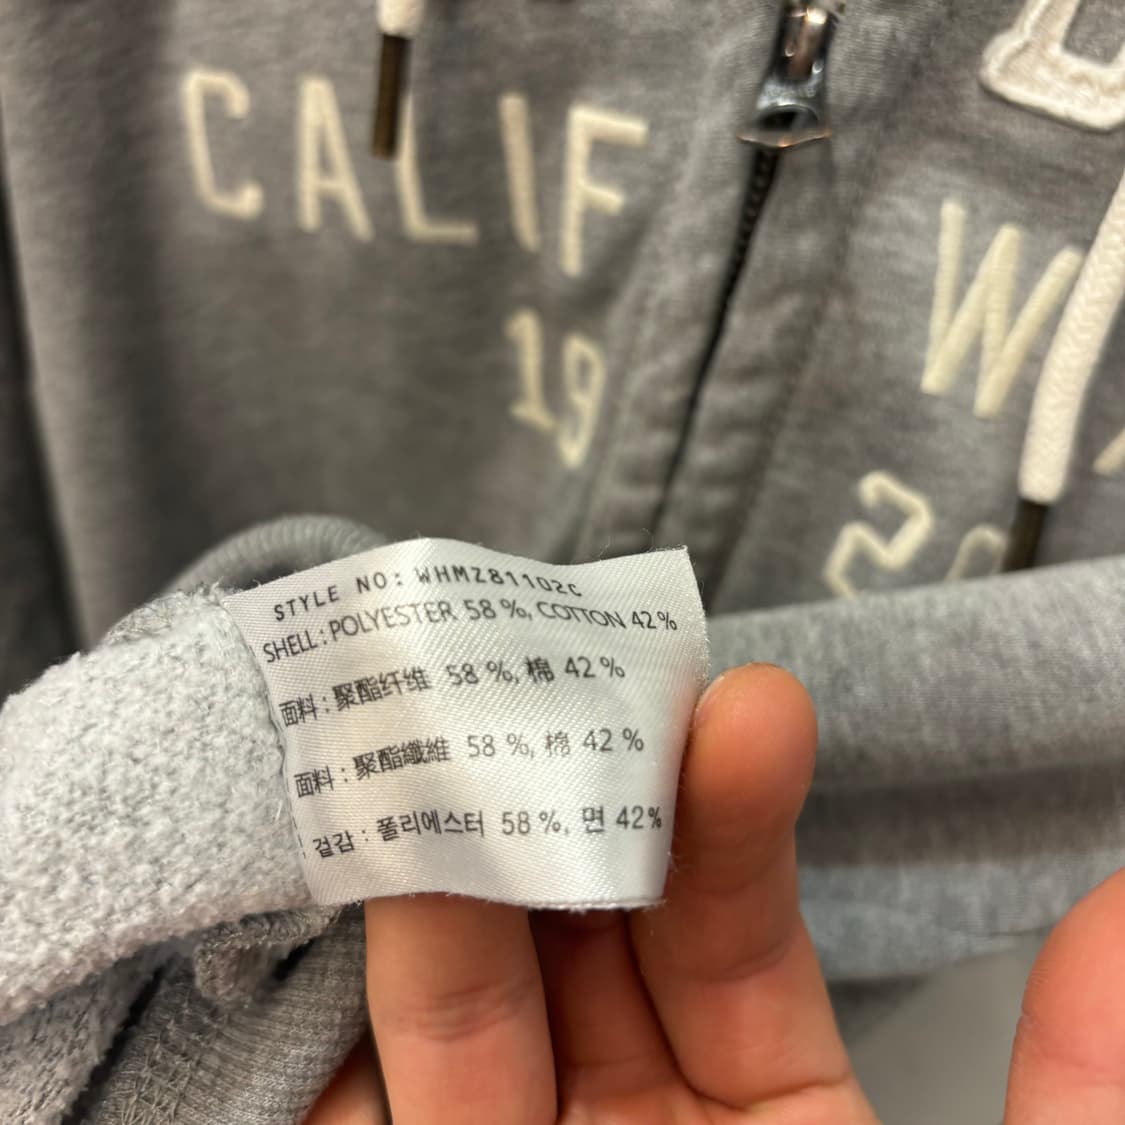 CALIF
19
W
STYLE NO: WHMZ81102C
SHELL: POLYESTER 58 %, COTTON 42%
面料: 聚酯纤维 58 %, 棉 42 %
面料: 聚酯纖維 58 %, 棉 42 %
겉감: 폴리에스터 58 %, 면 42%